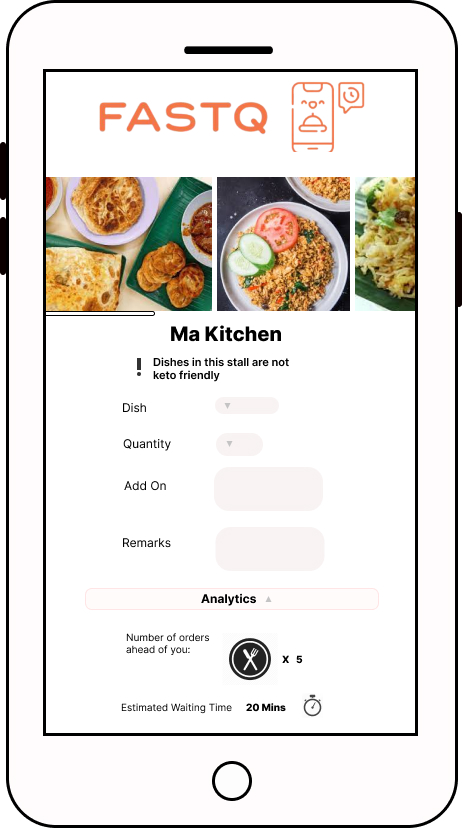 FASTQ
Ma Kitchen
Dishes in this stall are not
keto friendly
Dish
Quantity
Add On
Remarks
Analytics
Number of orders
ahead of you:
X 5
Estimated Waiting Time 20 Mins